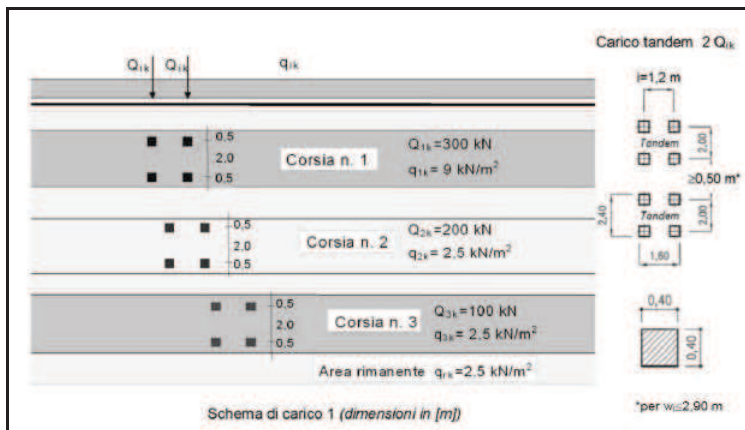 Carico tandem 2 Qik
Qik Qik qik
i=1,2 m
0.5
2.0
0.5
Corsia n. 1
Q1k=300 kN
q1k= 9 kN/m²
Tandem
2,00
≥0,50 m*
0,5
2.0
0.5
Corsia n. 2
Q2k=200 kN
q2k= 2,5 kN/m²
2,40
Tandem
2,00
1,60
0.5
2.0
0.5
Corsia n. 3
Q3k=100 kN
q3k= 2,5 kN/m²
0,40
0,40
Area rimanente qrk=2.5 kN/m²
Schema di carico 1 (dimensioni in [m])
*per wl≤2,90 m